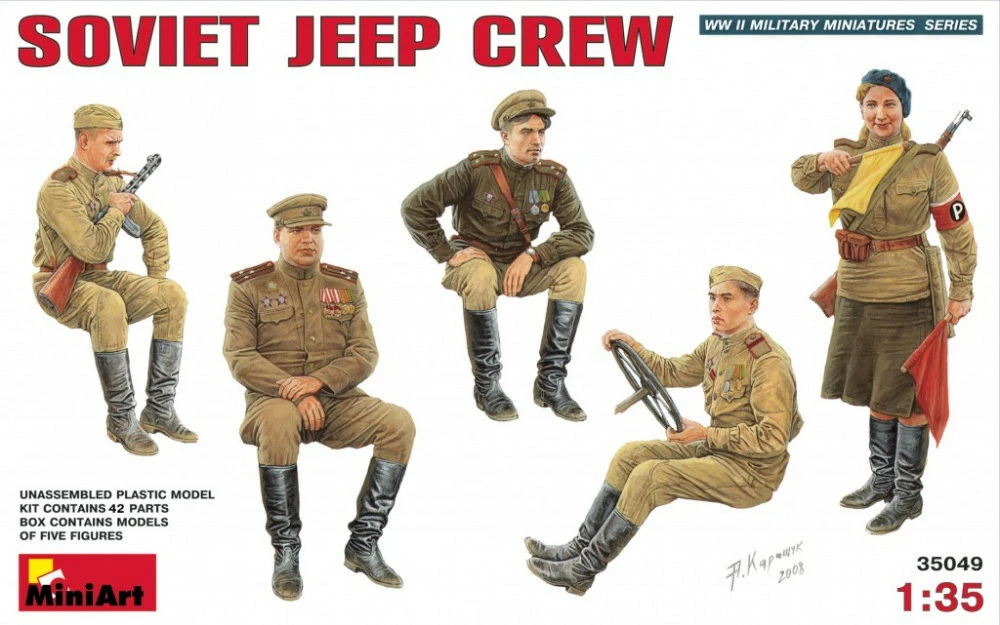 SOVIET JEEP CREW
WW II MILITARY MINIATURES SERIES
P
UNASSEMBLED PLASTIC MODEL
KIT CONTAINS 42 PARTS
BOX CONTAINS MODELS
OF FIVE FIGURES
MiniArt
А. Каращук
2008
35049
1:35